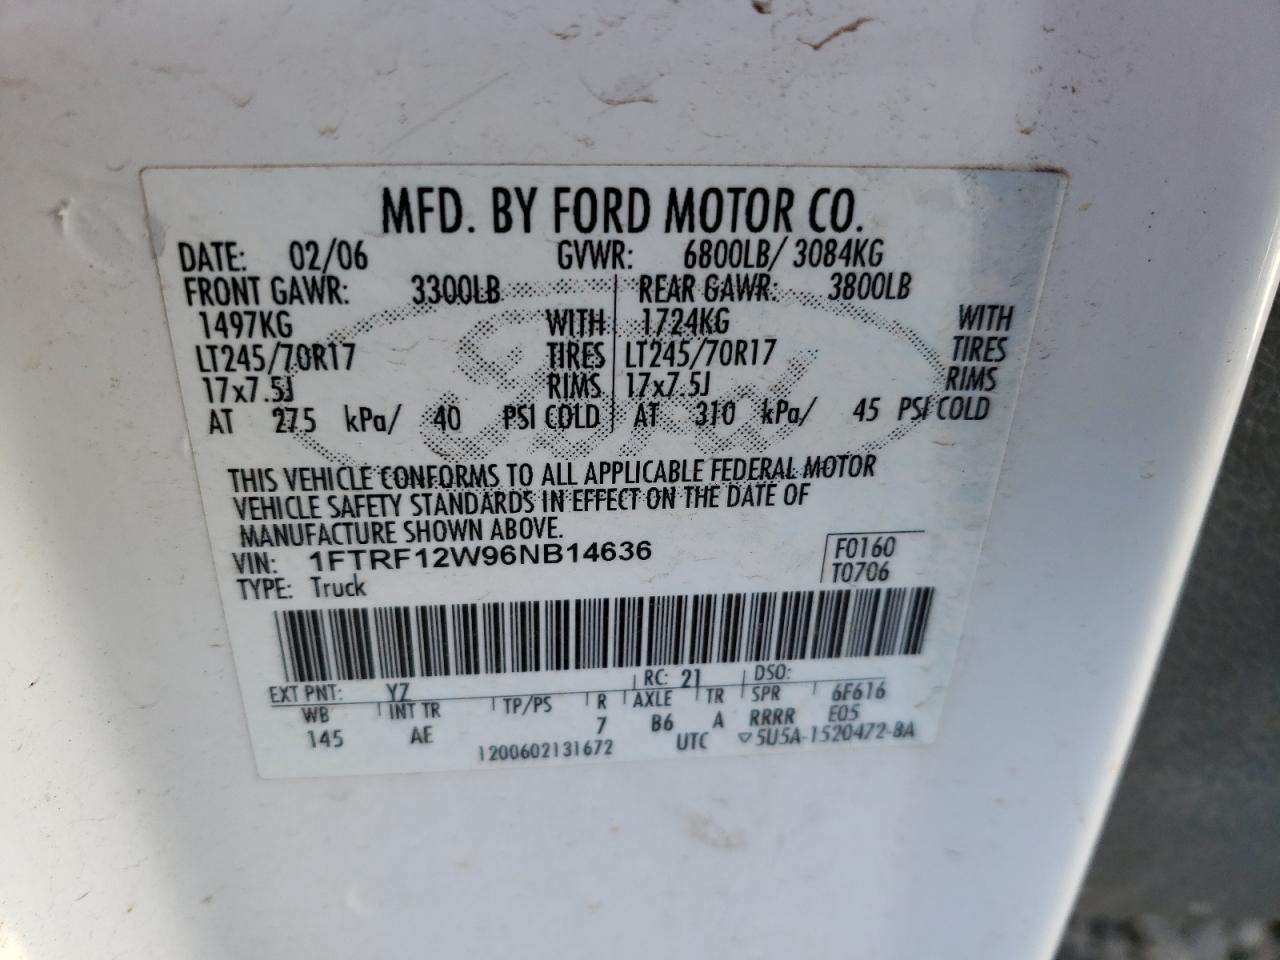 MFD. BY FORD MOTOR CO.
DATE: 02/06 GVWR: 6800LB/ 3084KG
FRONT GAWR: 3300LB REAR GAWR: 3800LB
1497KG WITH 1724KG WITH
LT245/70R17 TIRES LT245/70R17 TIRES
17x7.5J RIMS 17x7.5J RIMS
AT 275 kPa/ 40 PSI COLD AT 310 kPa/ 45 PSI COLD
THIS VEHICLE CONFORMS TO ALL APPLICABLE FEDERAL MOTOR
VEHICLE SAFETY STANDARDS IN EFFECT ON THE DATE OF
MANUFACTURE SHOWN ABOVE.
VIN: 1FTRF12W96NB14636 F0160
TYPE: Truck T0706
EXT PNT: YZ RC: 21 DSO:
WB INT TR TP/PS R AXLE TR SPR 6F616
145 AE 7 B6 A RRRR E05
1200602131672 UTC ▽5U5A-1520472-BA